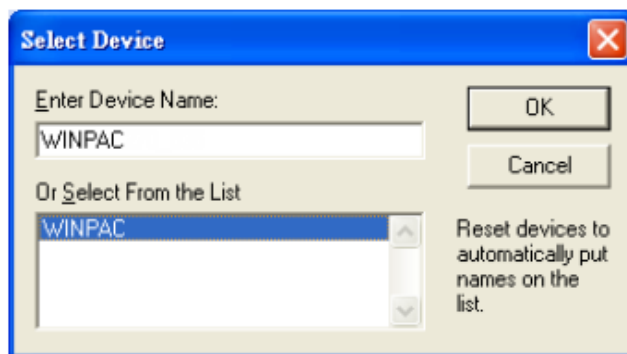 Select Device
Enter Device Name:
WINPAC
Or Select From the List
WINPAC
OK
Cancel
Reset devices to
automatically put
names on the
list.